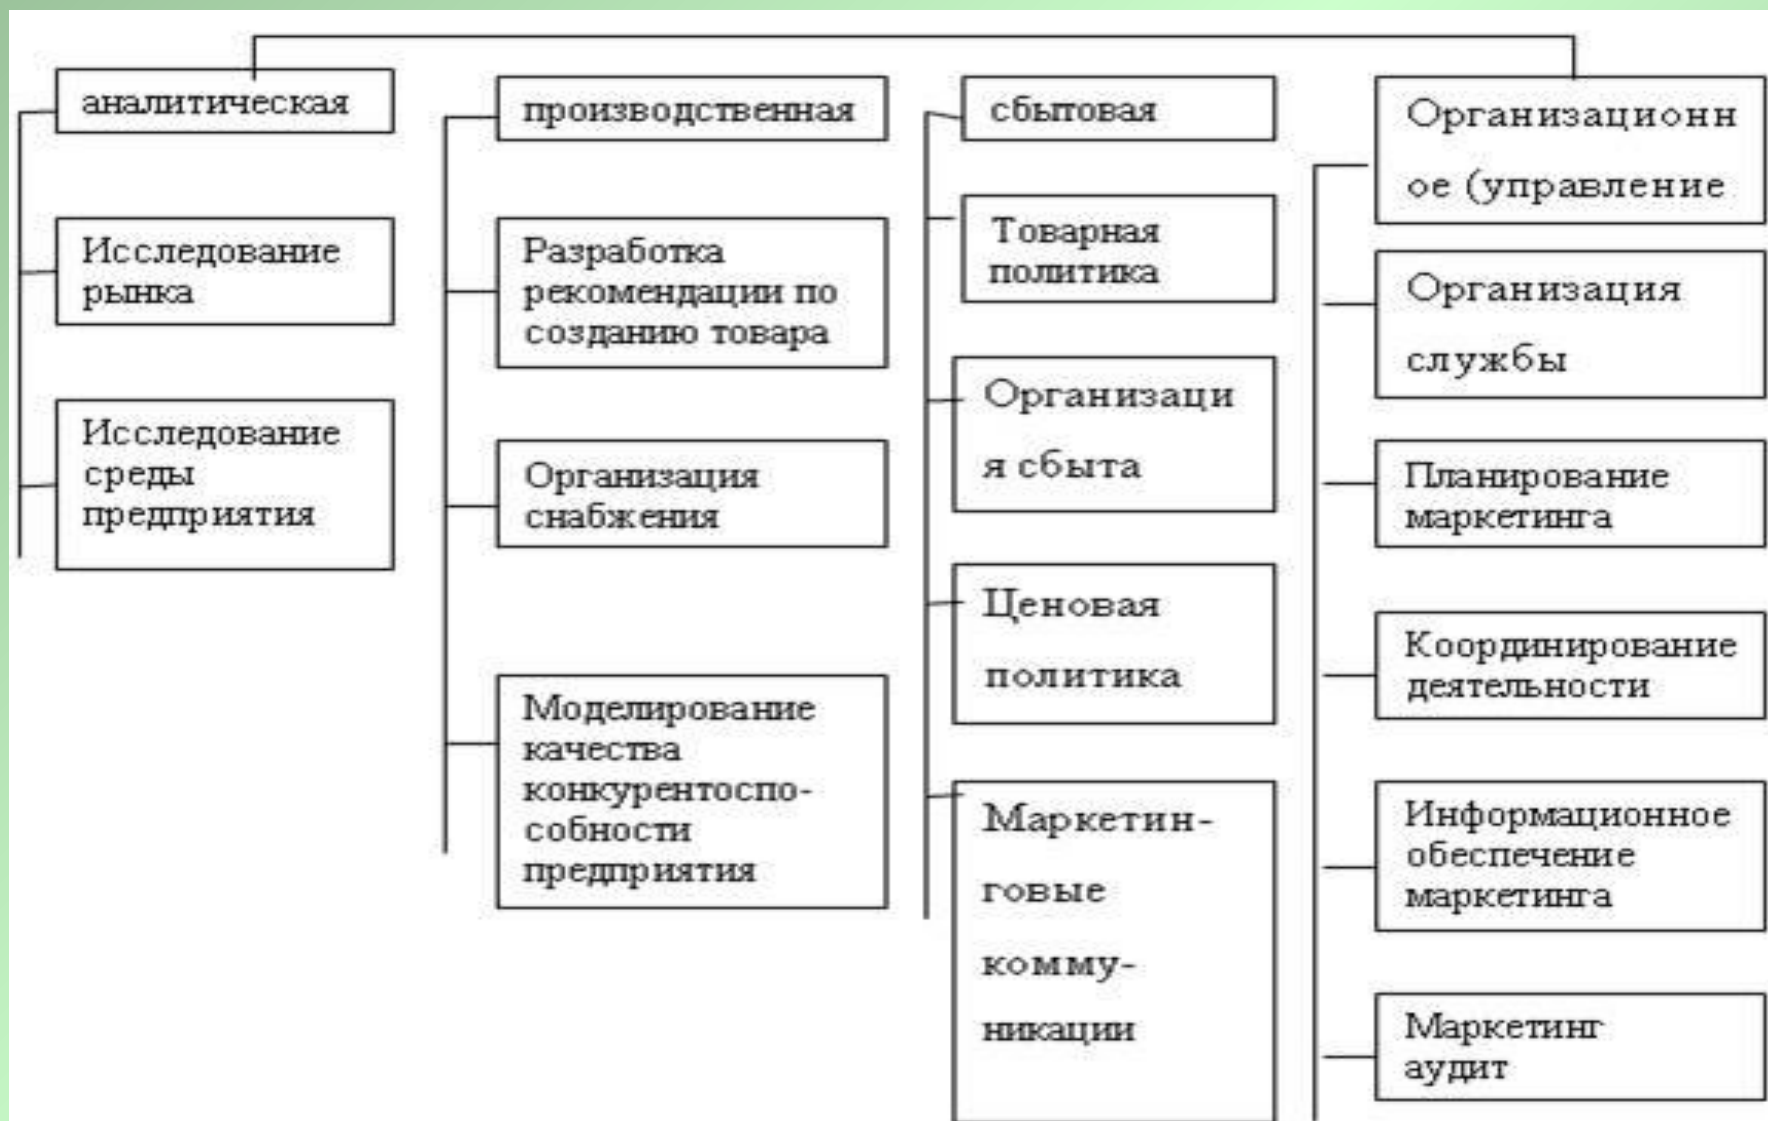 аналитическая
Исследование
рынка
Исследование
среды
предприятия
производственная
Разработка
рекомендации по
созданию товара
Организация
снабжения
Моделирование
качества
конкурентоспо-
собности
предприятия
сбытовая
Товарная
политика
Организаци
я сбыта
Ценовая
политика
Маркетин-
говые
комму-
никации
Организационн
ое (управление
Организация
службы
Планирование
маркетинга
Координирование
деятельности
Информационное
обеспечение
маркетинга
Маркетинг
аудит